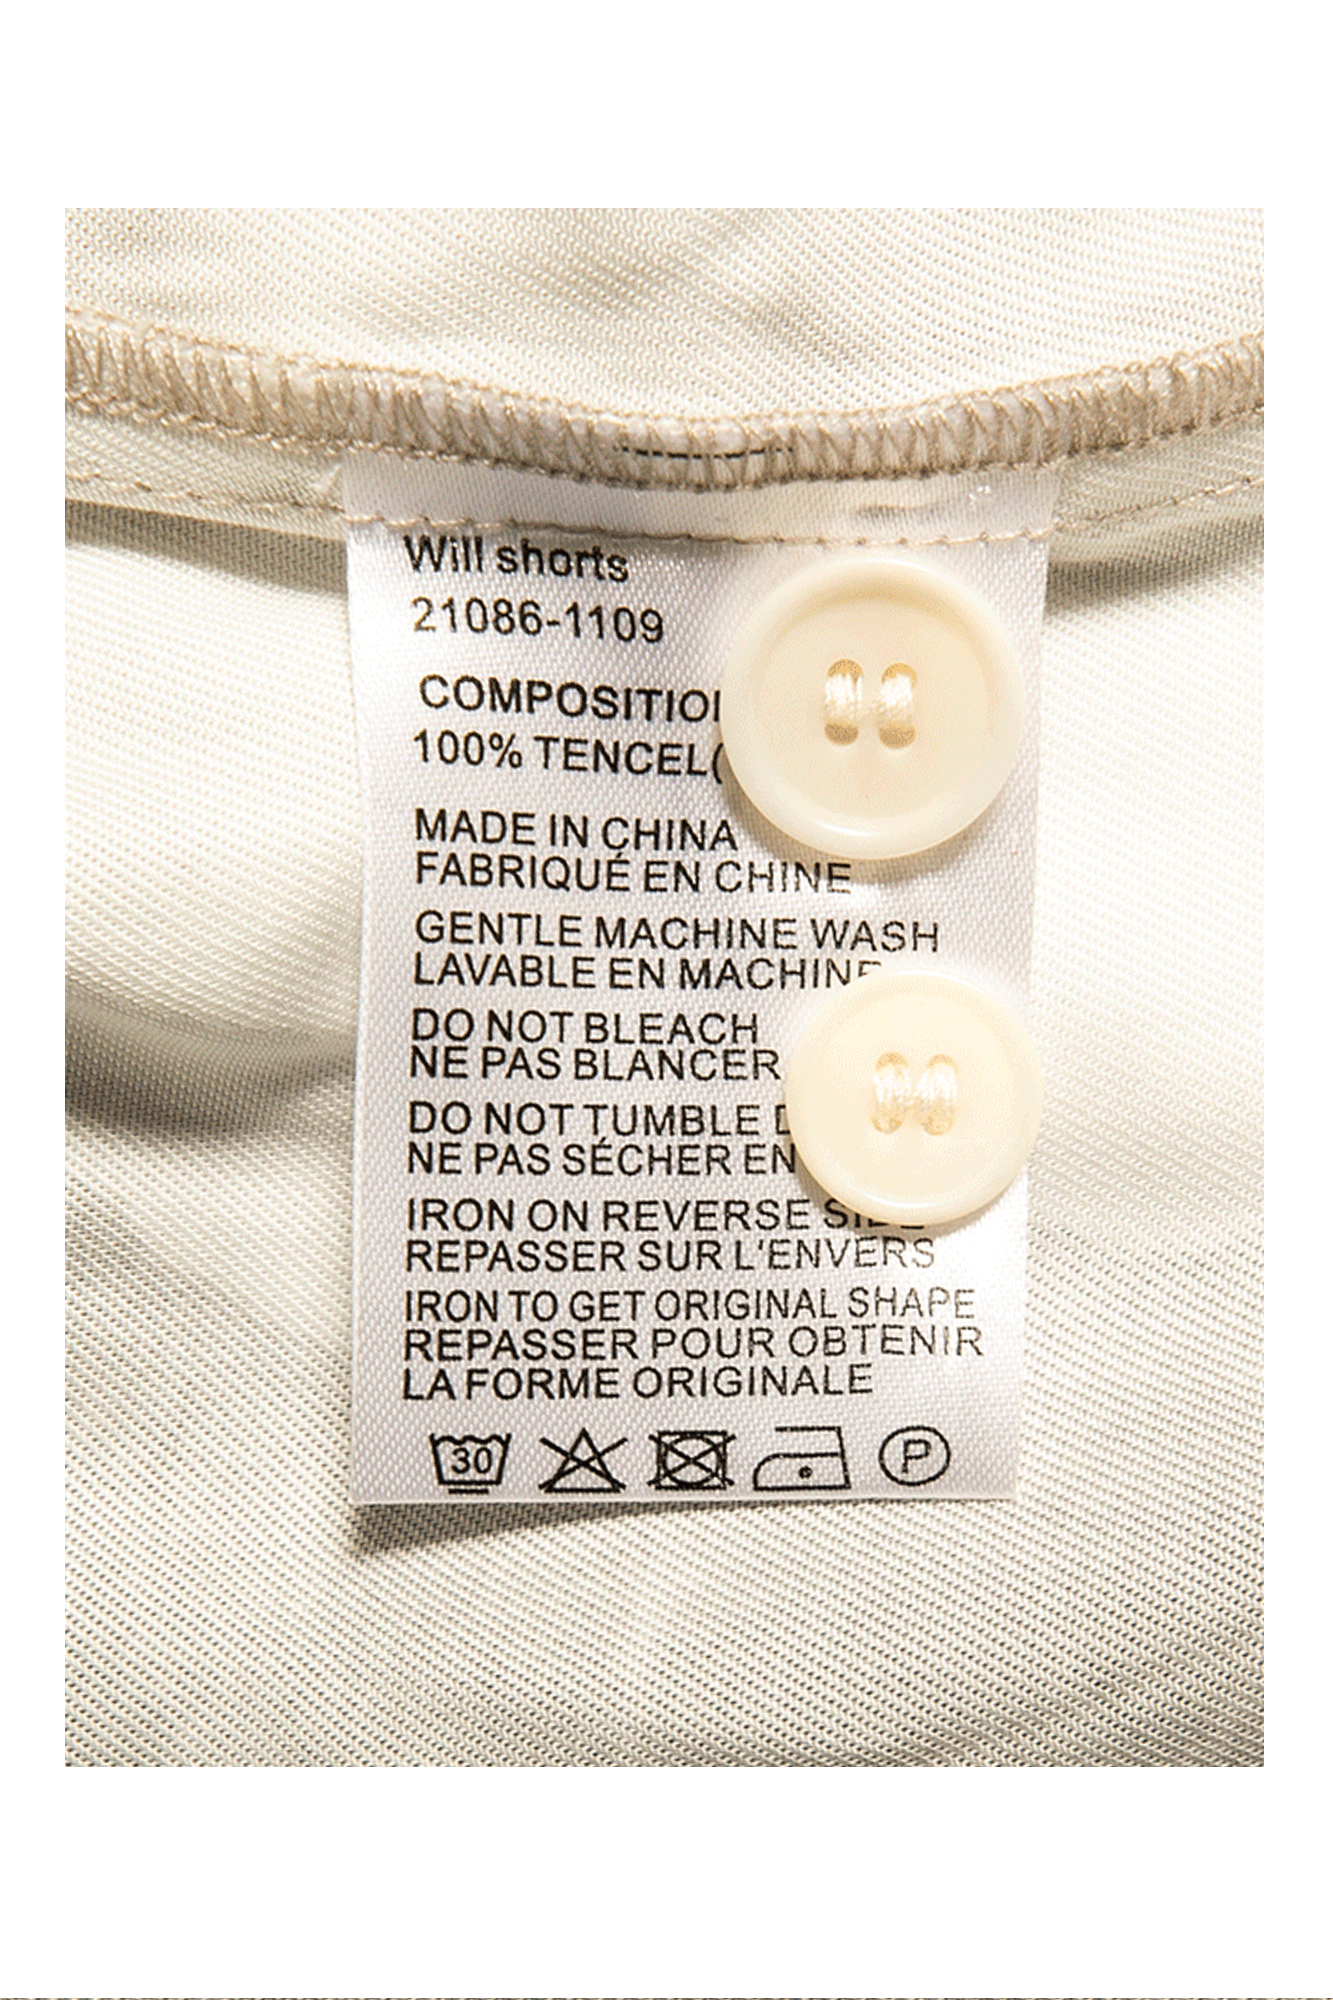 Will shorts
21086-1109
100% TENCEL(
MADE IN CHINA
FABRIQUÉ EN CHINE
GENTLE MACHINE WASH
LAVABLE EN MACHINE
DO NOT BLEACH
NE PAS BLANCER
DO NOT TUMBLE
NE PAS SÉCHER EN
IRON ON REVERSE SIDE
REPASSER SUR L'ENVERS
IRON TO GET ORIGINAL SHAPE
REPASSER POUR OBTENIR
LA FORME ORIGINALE
30 P